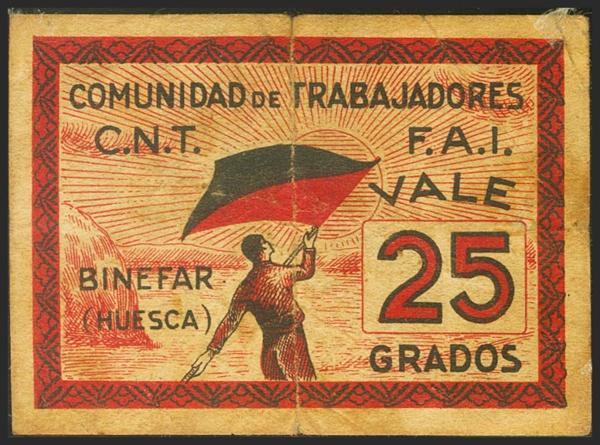 COMUNIDAD DE TRABAJADORES
C.N.T. F.A.I.
VALE
25
GRADOS
BINEFAR
(HUESCA)